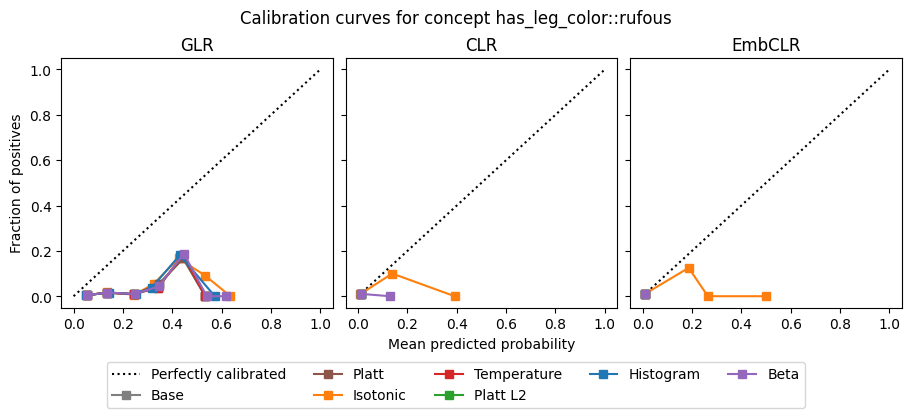 Calibration curves for concept has_leg_color::rufous
GLR
CLR
EmbCLR
1.0
0.8
0.6
0.4
0.2
0.0
Fraction of positives
0.0 0.2 0.4 0.6 0.8 1.0
0.0 0.2 0.4 0.6 0.8 1.0
0.0 0.2 0.4 0.6 0.8 1.0
Mean predicted probability
Perfectly calibrated Platt Temperature Histogram Beta
Base Isotonic Platt L2